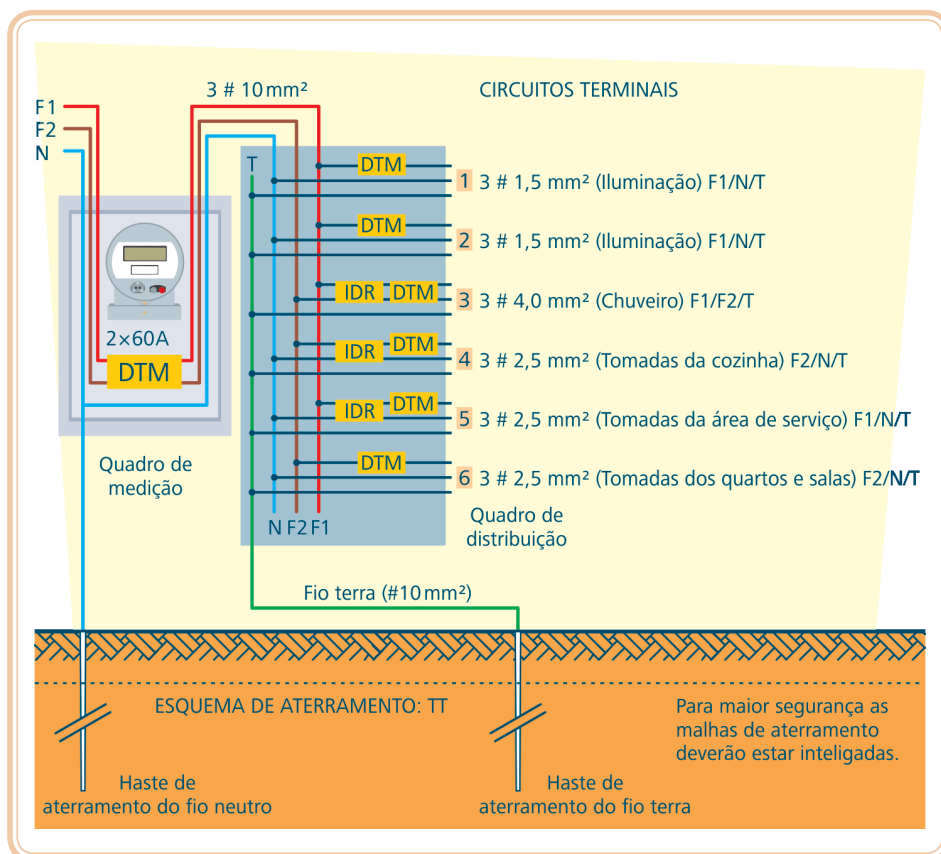 3 # 10 mm²
CIRCUITOS TERMINAIS
F1
F2
N
T
DTM
1 3 # 1,5 mm² (Iluminação) F1/N/T
DTM
2 3 # 1,5 mm² (Iluminação) F1/N/T
IDR DTM
3 3 # 4,0 mm² (Chuveiro) F1/F2/T
2×60A
DTM
IDR DTM
4 3 # 2,5 mm² (Tomadas da cozinha) F2/N/T
IDR DTM
5 3 # 2,5 mm² (Tomadas da área de serviço) F1/N/T
DTM
6 3 # 2,5 mm² (Tomadas dos quartos e salas) F2/N/T
Quadro de
medição
N F2 F1
Quadro de
distribuição
Fio terra (#10 mm²)
ESQUEMA DE ATERRAMENTO: TT
Para maior segurança as
malhas de aterramento
deverão estar inteligadas.
Haste de
aterramento do fio neutro
Haste de
aterramento do fio terra